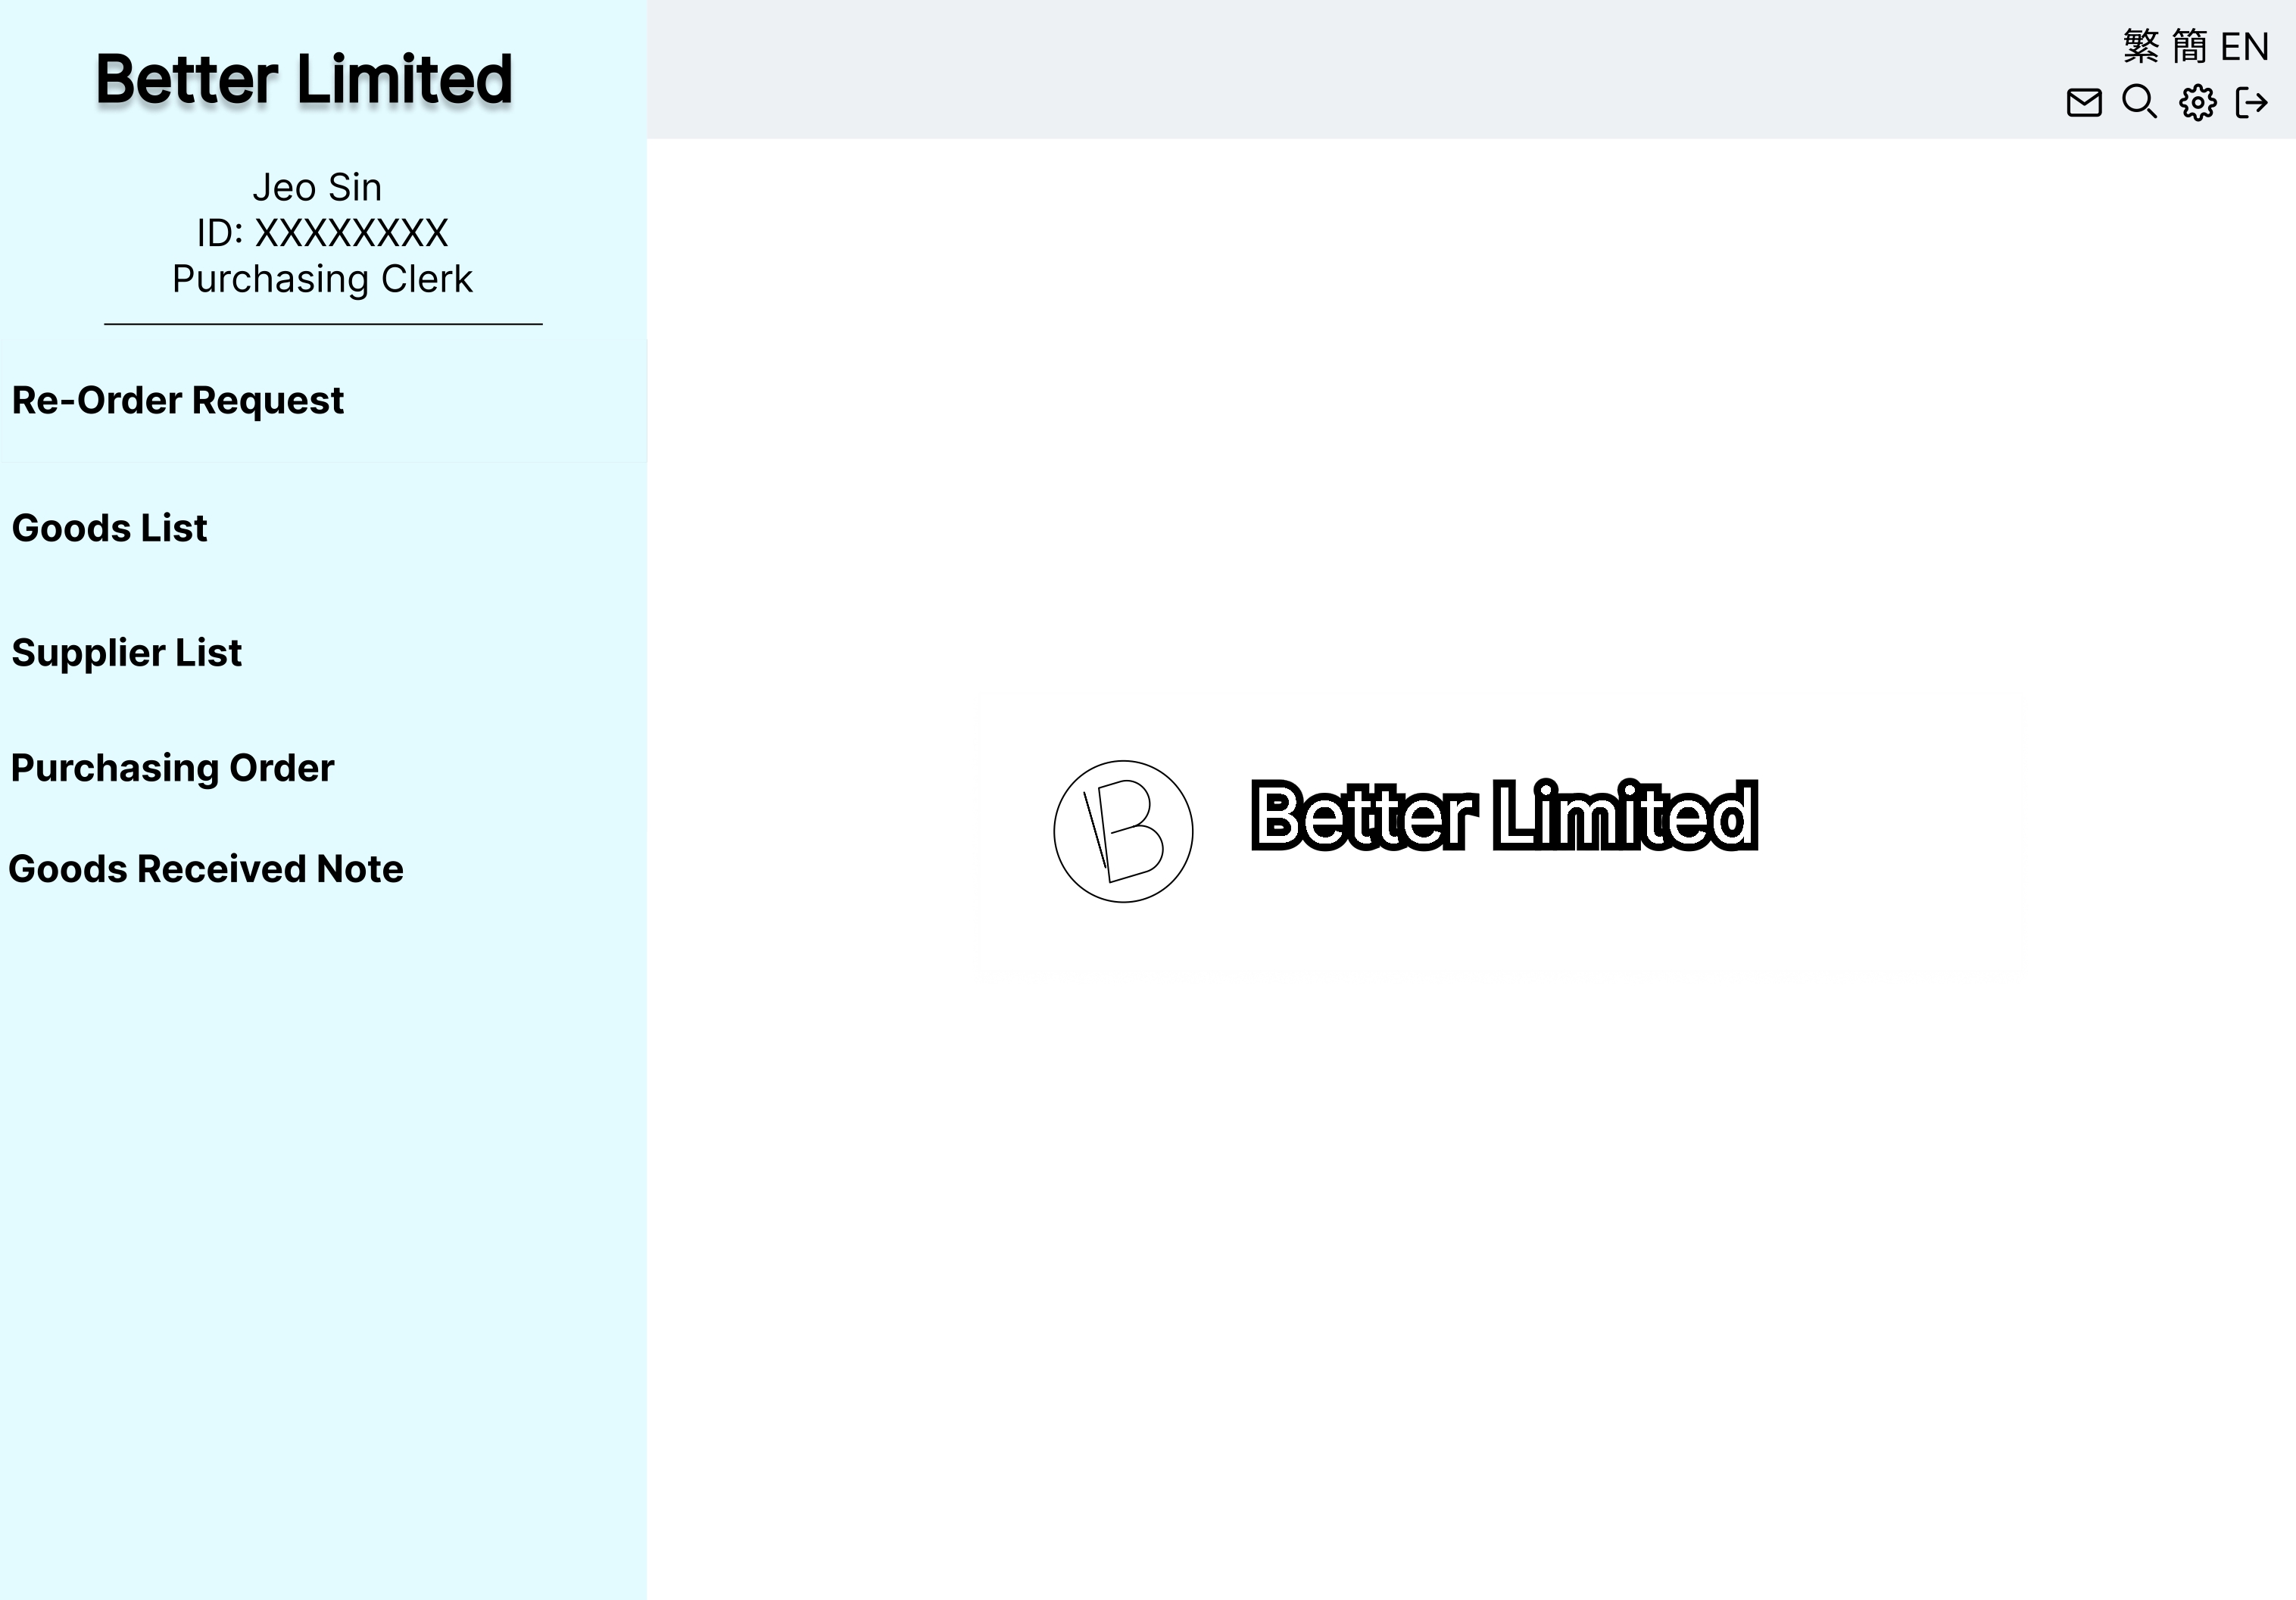 Better Limited
繁 簡 EN
Jeo Sin
ID: XXXXXXXX
Purchasing Clerk
Re-Order Request
Goods List
Supplier List
Purchasing Order
Goods Received Note
B
Better Limited